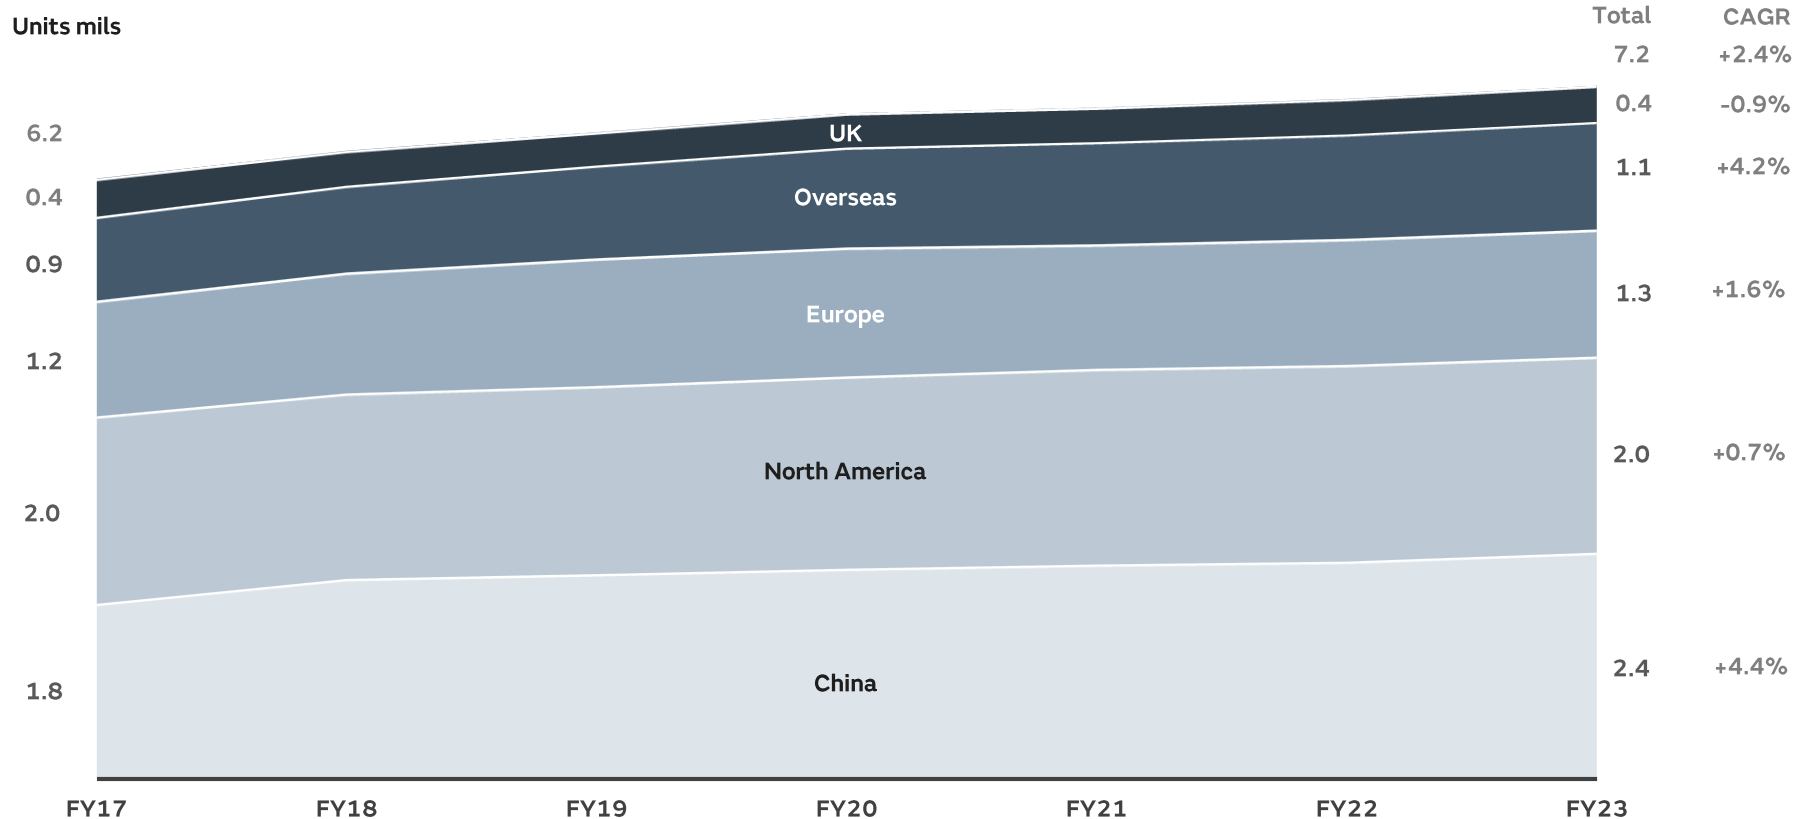 Units mils
Total CAGR
7.2 +2.4%
0.4 -0.9%
6.2
UK
1.1 +4.2%
0.4
Overseas
0.9
1.3 +1.6%
Europe
1.2
2.0 +0.7%
North America
2.0
2.4 +4.4%
China
1.8
FY17 FY18 FY19 FY20 FY21 FY22 FY23